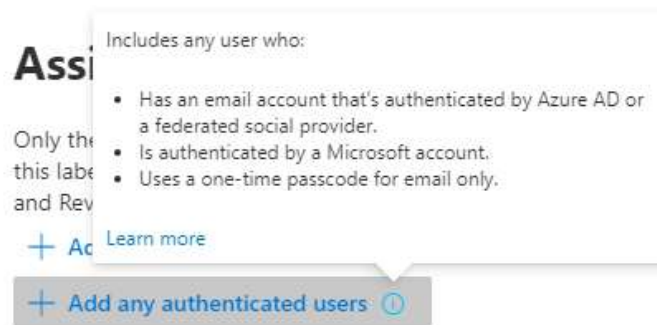 Includes any user who:
Assi
• Has an email account that's authenticated by Azure AD or
a federated social provider.
• Is authenticated by a Microsoft account.
• Uses a one-time passcode for email only.
Only the
this labe
and Rev
Learn more
+ Ad
+ Add any authenticated users